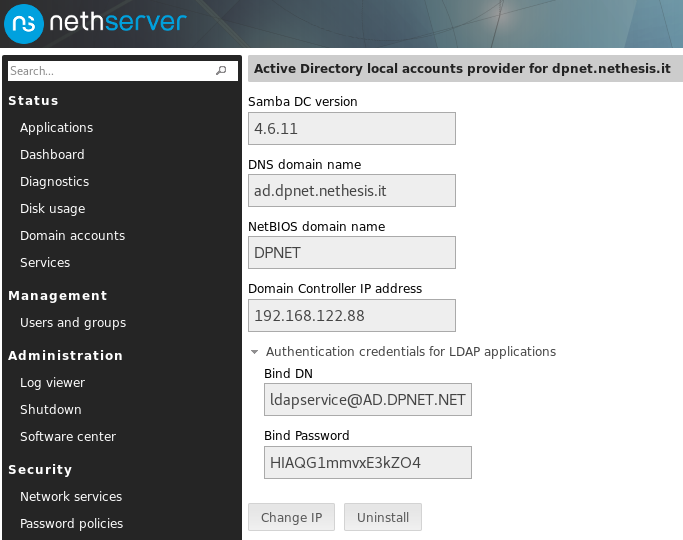 nethserver
Search...
Status
Applications
Dashboard
Diagnostics
Disk usage
Domain accounts
Services
Management
Users and groups
Administration
Log viewer
Shutdown
Software center
Security
Network services
Password policies
Active Directory local accounts provider for dpnet.nethesis.it
Samba DC version
4.6.11
DNS domain name
ad.dpnet.nethesis.it
NetBIOS domain name
DPNET
Domain Controller IP address
192.168.122.88
Authentication credentials for LDAP applications
Bind DN
ldapservice@AD.DPNET.NET
Bind Password
HIAQG1mmvxE3kZO4
Change IP
Uninstall